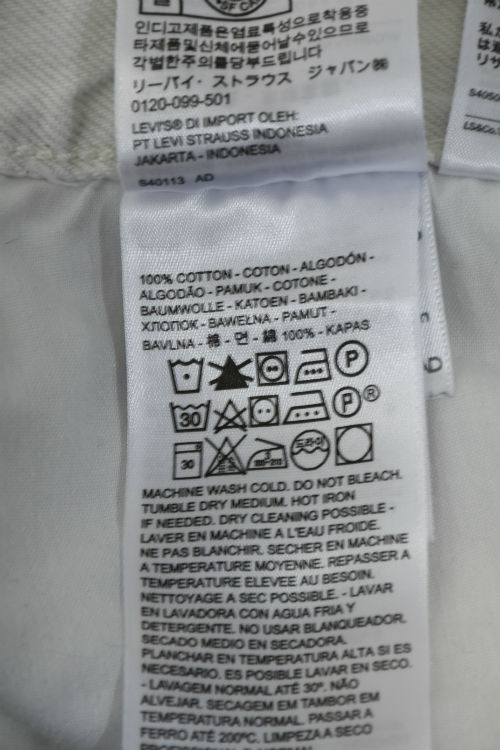 인디고제품은염료특성으로착용중
타제품및신체에묻어날수있으므로
각별한주의를당부드립니다
リーバイ・ストラウス ジャパン㈱
0120-099-501
LEVI'S® DI IMPORT OLEH:
PT LEVI STRAUSS INDONESIA
JAKARTA - INDONESIA
S40113 AD
100% COTTON - COTON - ALGODÓN -
ALGODÃO - PAMUK - COTONE -
BAUMWOLLE - KATOEN - BAMBAKI -
ХЛОПОК - BAWEŁNA - PAMUT -
BAVLNA - 棉 - 면 - 綿 100% - KAPAS
P
30 P ®
30 3 드라이
MACHINE WASH COLD. DO NOT BLEACH.
TUMBLE DRY MEDIUM. HOT IRON
IF NEEDED. DRY CLEANING POSSIBLE -
LAVER EN MACHINE A L'EAU FROIDE.
NE PAS BLANCHIR. SECHER EN MACHINE
A TEMPERATURE MOYENNE. REPASSER A
TEMPERATURE ELEVEE AU BESOIN.
NETTOYAGE A SEC POSSIBLE. - LAVAR
EN LAVADORA CON AGUA FRIA Y
DETERGENTE. NO USAR BLANQUEADOR.
SECADO MEDIO EN SECADORA.
PLANCHAR EN TEMPERATURA ALTA SI ES
NECESARIO. ES POSIBLE LAVAR EN SECO.
- LAVAGEM NORMAL ATÉ 30º. NÃO
ALVEJAR. SECAGEM EM TAMBOR EM
TEMPERATURA NORMAL. PASSAR A
FERRO ATÉ 200ºC. LIMPEZA A SECO